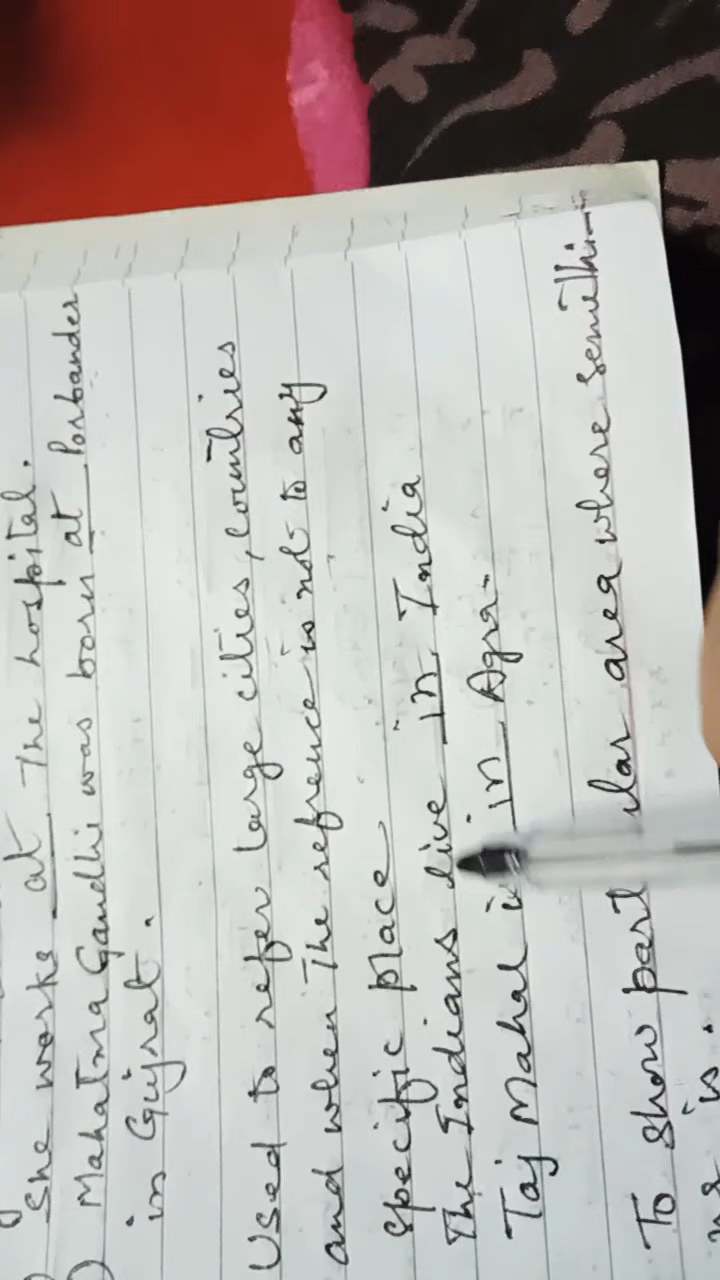 She works at the hospital.
) Mahatma Gandhi was born at Porbander
in Gujrat.
Used to refer large cities, countries
and when the refrence is not to any
specific place
The Indians live in India
Taj Mahal in Agra.
To show part lar area where semithi-
is.